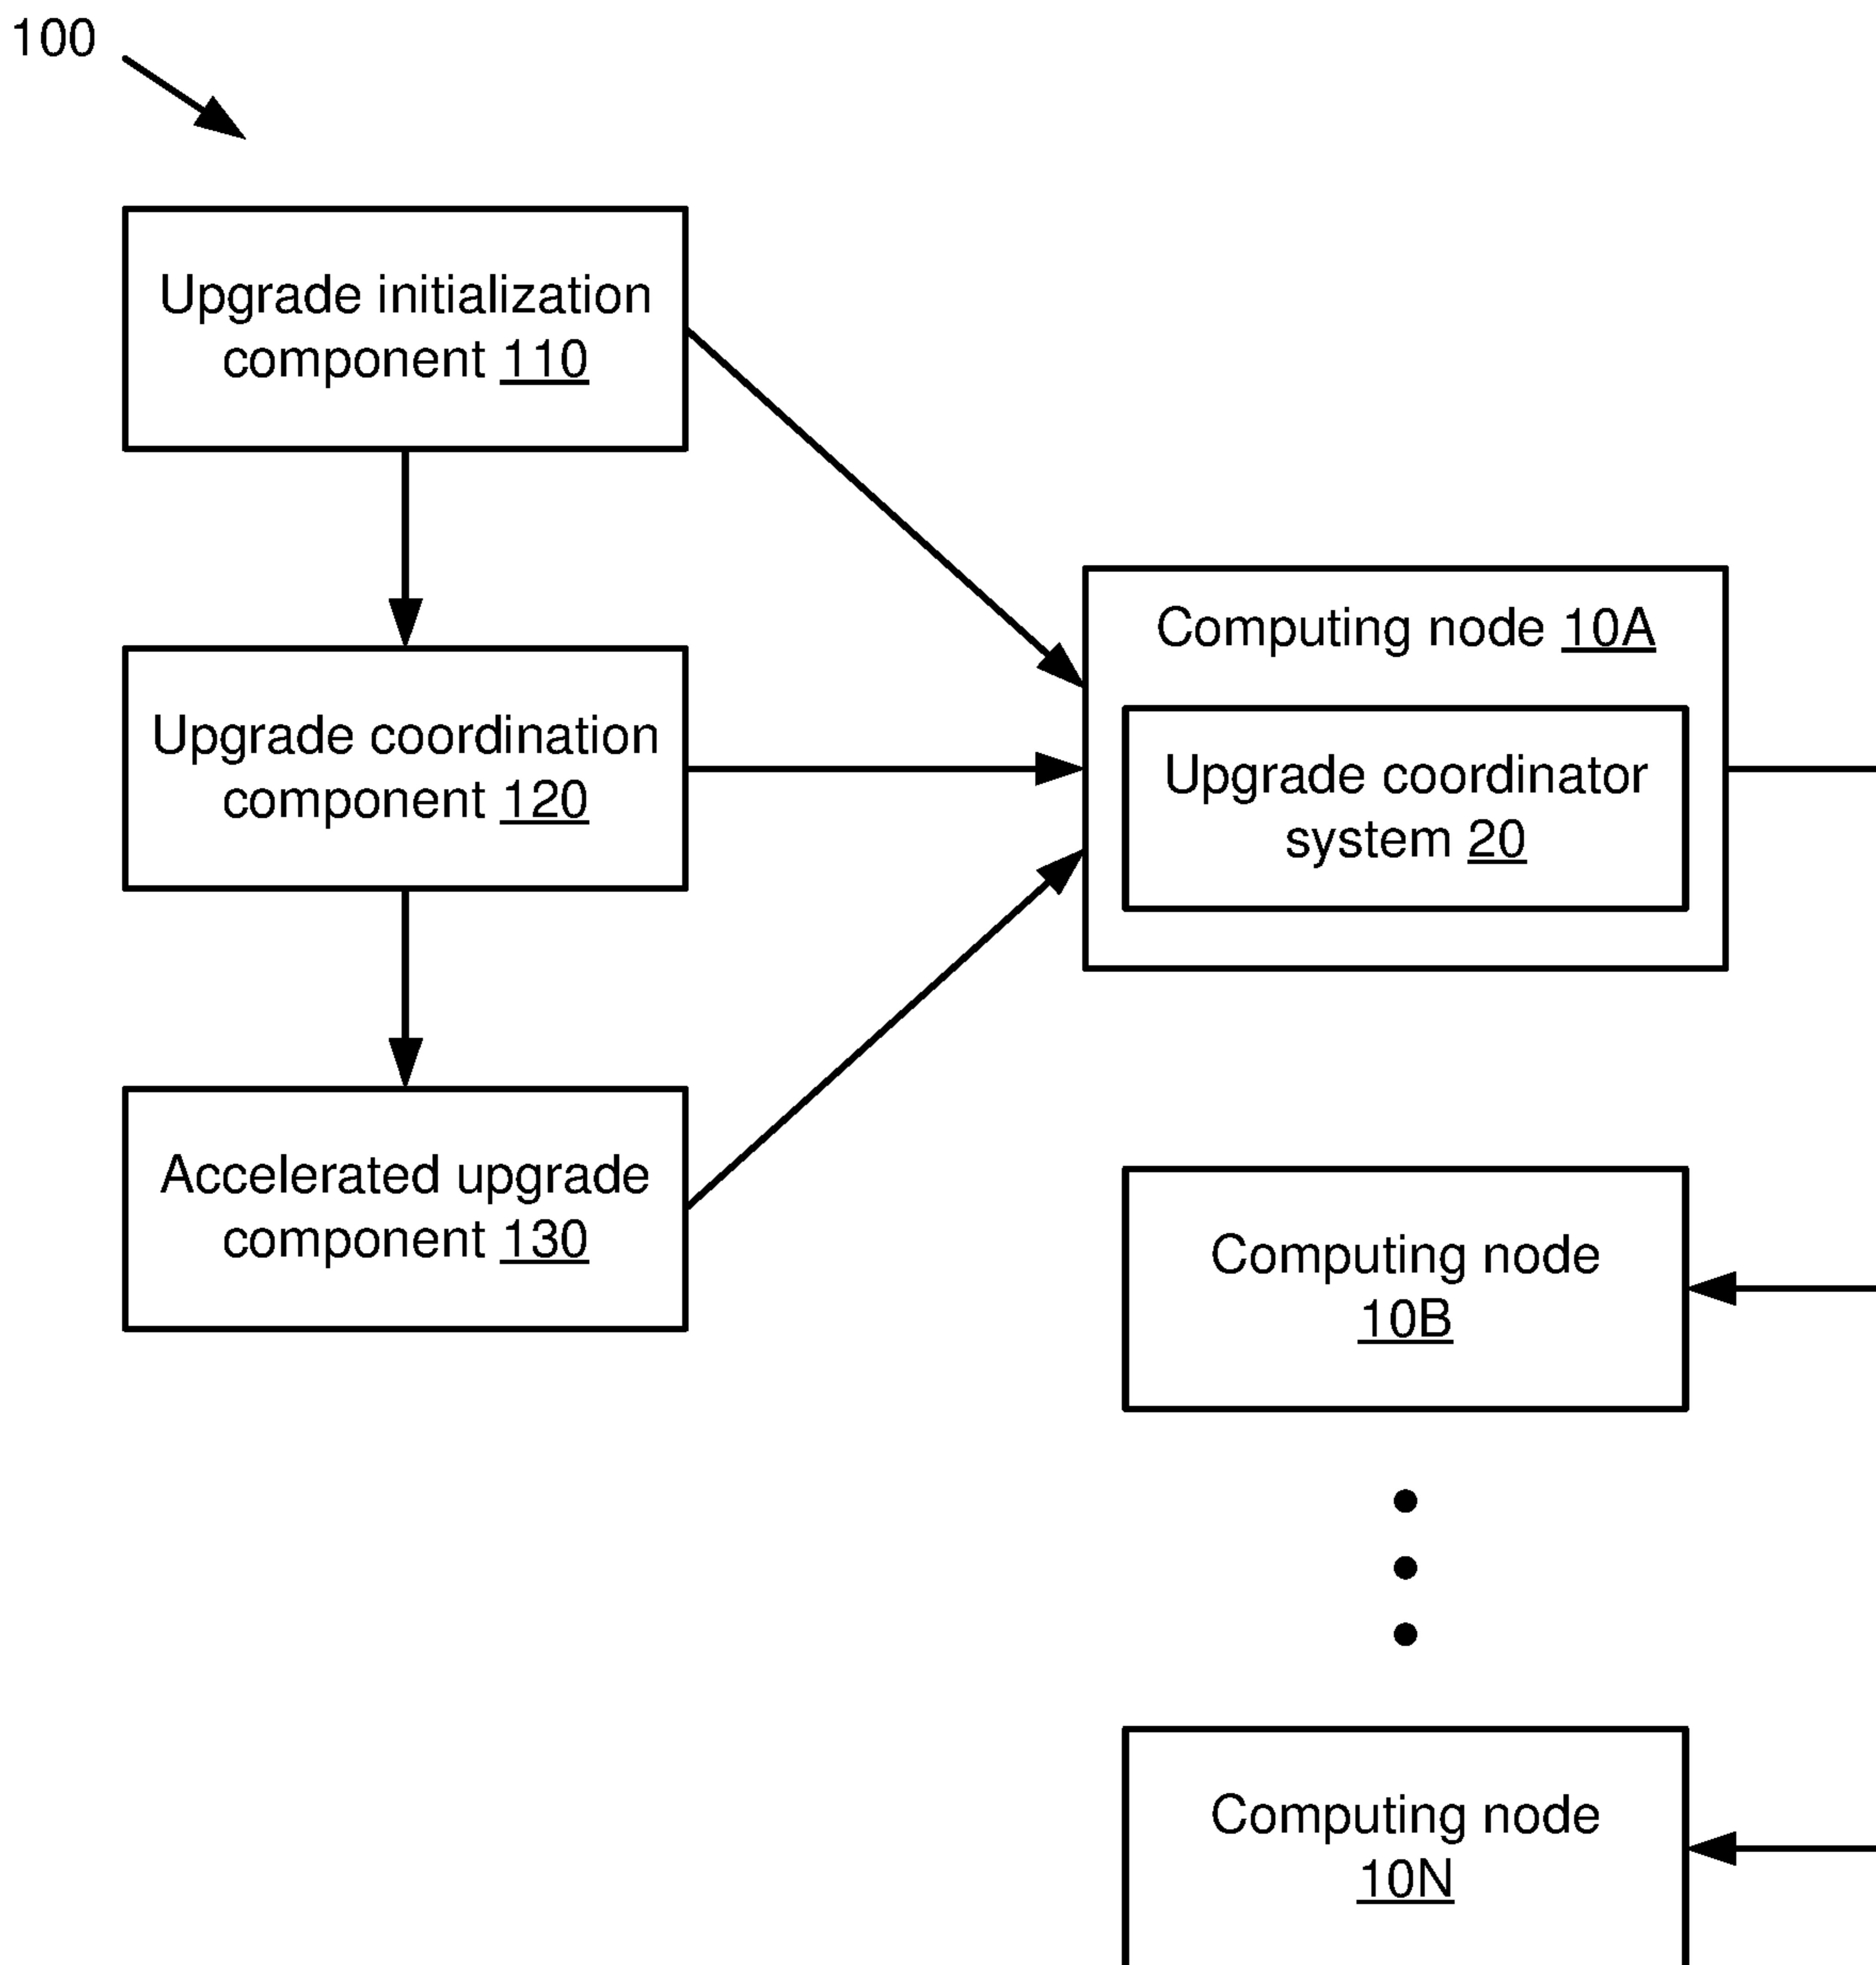 100
Upgrade initialization
component 110
Upgrade coordination
component 120
Accelerated upgrade
component 130
Computing node 10A
Upgrade coordinator
system 20
Computing node
10B
Computing node
10N